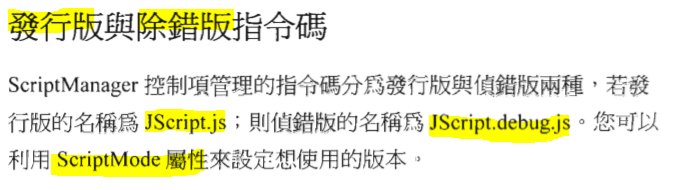 發行版與除錯版指令碼
ScriptManager 控制項管理的指令碼分為發行版與偵錯版兩種，若發
行版的名稱為 JScript.js；則偵錯版的名稱為 JScript.debug.js。您可以
利用 ScriptMode 屬性來設定想使用的版本。